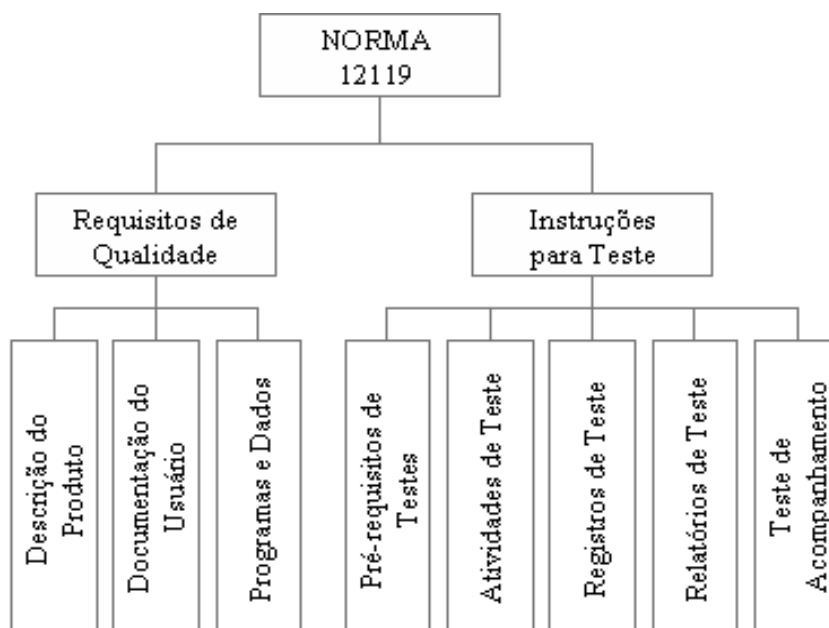 NORMA
12119
Requisitos de
Qualidade
Instruções
para Teste
Descrição do
Produto
Documentação do
Usuário
Programas e Dados
Pré-requisitos de
Testes
Atividades de Teste
Registros de Teste
Relatórios de Teste
Teste de
Acompanhamento